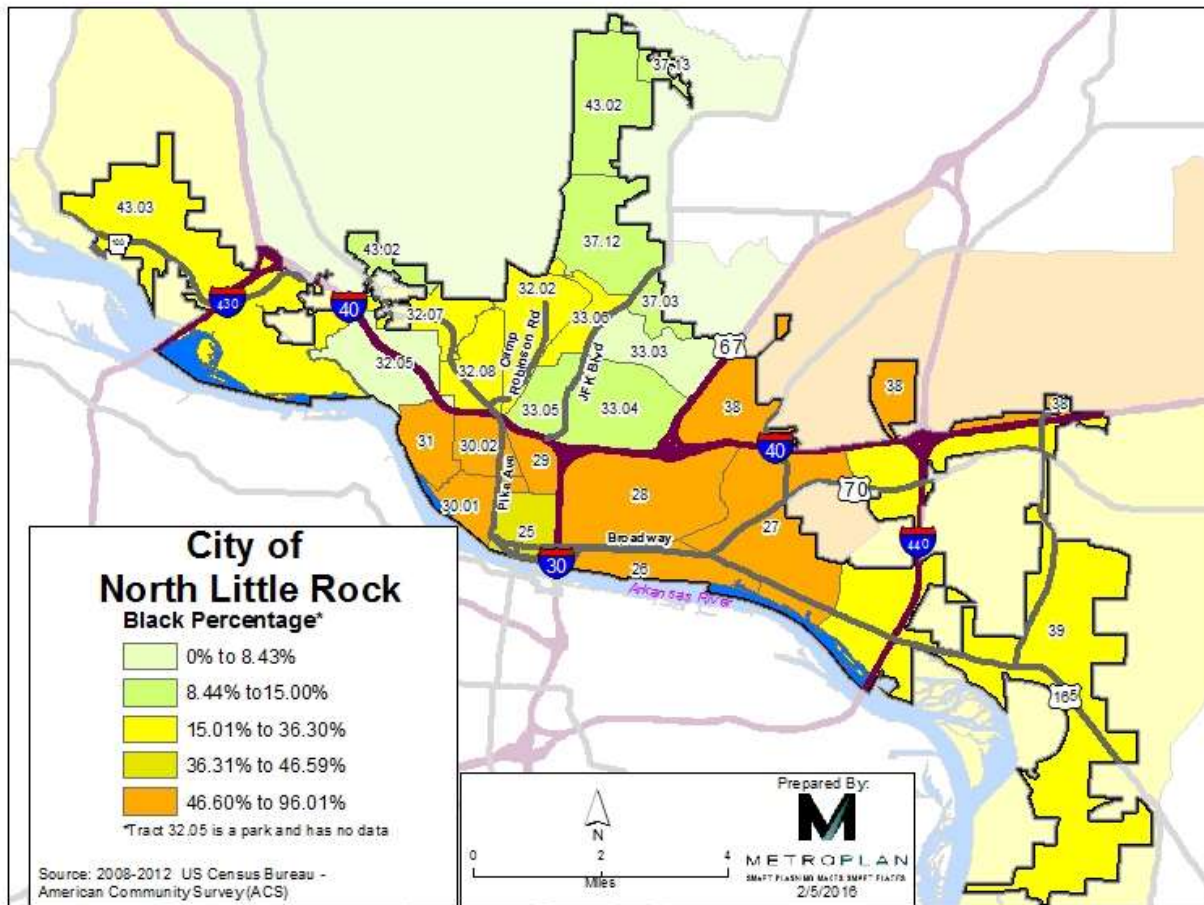 37.13
43.02
43.03
100
37.12
43.02
32.02
430
40
37.03
32.07
33.06
Camp
Robinson Rd
JFK Blvd
33.03
67
32.05
32.08
33.05
33.04
38
38
38
31
30.02
29
40
Pike Ave
70
28
30.01
27
25
Broadway
440
30
26
Arkansas River
39
165
City of
North Little Rock
Black Percentage*
0% to 8.43%
8.44% to15.00%
15.01% to 36.30%
36.31% to 46.59%
46.60% to 96.01%
*Tract 32.05 is a park and has no data
Source: 2008-2012 US Census Bureau -
American Community Survey (ACS)
N
0 2 4
Miles
Prepared By:
M
METROPLAN
SMART PLANNING MAKES SMART PLACES
2/5/2016